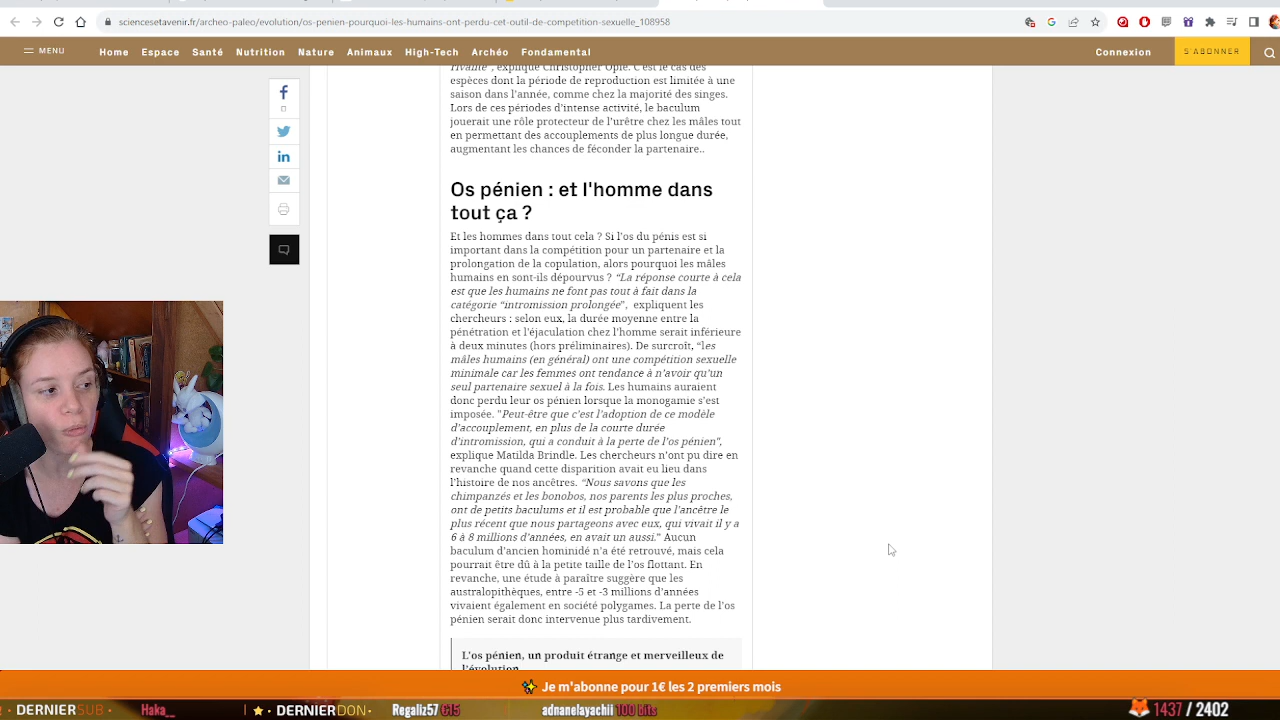 sciencesetavenir.fr/archeo-paleo/evolution/os-penien-pourquoi-les-humains-ont-perdu-cet-outil-de-competition-sexuelle_108958
MENU
Home Espace Santé Nutrition Nature Animaux High-Tech Archéo Fondamental
Connexion
S'ABONNER
rivante", explique Christopher Opie. C'est le cas des
espèces dont la période de reproduction est limitée à une
saison dans l'année, comme chez la majorité des singes.
Lors de ces périodes d'intense activité, le baculum
jouerait une rôle protecteur de l'urètre chez les mâles tout
en permettant des accouplements de plus longue durée,
augmentant les chances de féconder la partenaire..
Os pénien : et l'homme dans
tout ça ?
Et les hommes dans tout cela ? Si l'os du pénis est si
important dans la compétition pour un partenaire et la
prolongation de la copulation, alors pourquoi les mâles
humains en sont-ils dépourvus ? "La réponse courte à cela
est que les humains ne font pas tout à fait dans la
catégorie "intromission prolongée", expliquent les
chercheurs : selon eux, la durée moyenne entre la
pénétration et l'éjaculation chez l'homme serait inférieure
à deux minutes (hors préliminaires). De surcroît, "les
mâles humains (en général) ont une compétition sexuelle
minimale car les femmes ont tendance à n'avoir qu'un
seul partenaire sexuel à la fois. Les humains auraient
donc perdu leur os pénien lorsque la monogamie s'est
imposée. "Peut-être que c'est l'adoption de ce modèle
d'accouplement, en plus de la courte durée
d'intromission, qui a conduit à la perte de l'os pénien",
explique Matilda Brindle. Les chercheurs n'ont pu dire en
revanche quand cette disparition avait eu lieu dans
l'histoire de nos ancêtres. "Nous savons que les
chimpanzés et les bonobos, nos parents les plus proches,
ont de petits baculums et il est probable que l'ancêtre le
plus récent que nous partageons avec eux, qui vivait il y a
6 à 8 millions d'années, en avait un aussi." Aucun
baculum d'ancien hominidé n'a été retrouvé, mais cela
pourrait être dû à la petite taille de l'os flottant. En
revanche, une étude à paraître suggère que les
australopithèques, entre -5 et -3 millions d'années
vivaient également en société polygames. La perte de l'os
pénien serait donc intervenue plus tardivement.
L'os pénien, un produit étrange et merveilleux de
l'évolution
Je m'abonne pour 1€ les 2 premiers mois
DERNIERSUB Haka__ DERNIERDON Regaliz57 €15 adnanelayachii 100 bits 1437 / 2402